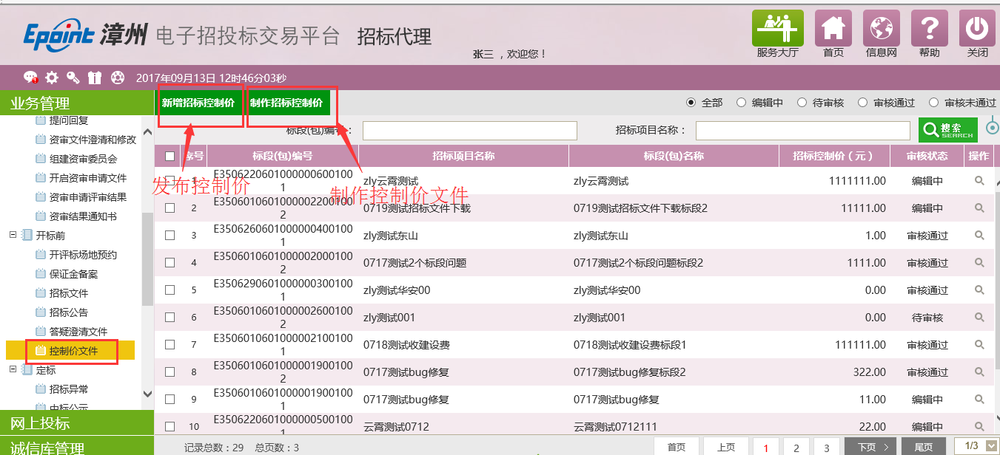 Epoint 漳州 电子招投标交易平台 招标代理
张三 ，欢迎您！
服务大厅 首页 信息网 帮助 关闭
2017年09月13日 12时46分03秒
业务管理 新增招标控制价 制作招标控制价 全部 编辑中 待审核 审核通过 审核未通过
提问回复
资审文件澄清和修改
组建资审委员会
开启资审申请文件
资审申请评审结果
资审结果通知书
开标前
开评标场地预约
保证金备案
招标文件
招标公告
答疑澄清文件
控制价文件
定标
招标异常
中标公示
网上投标
诚信库管理
标段(包)编号： 招标项目名称： 搜索 SEARCH
序号 标段(包)编号 招标项目名称 标段(包)名称 招标控制价（元） 审核状态 操作
发布控制价
制作控制价文件
1 E3506220601000000600100 1 zly云霄测试 zly云霄测试 1111111.00 编辑中
2 E3506010601000002200100 2 0719测试招标文件下载 0719测试招标文件下载标段2 11111.00 编辑中
3 E3506260601000000400100 1 zly测试东山 zly测试东山 1.00 审核通过
4 E3506010601000002000100 2 0717测试2个标段问题 0717测试2个标段问题标段2 1111.00 审核通过
5 E3506290601000000300100 1 zly测试华安00 zly测试华安00 0.00 审核通过
6 E3506010601000002600100 2 zly测试001 zly测试001 0.00 待审核
7 E3506010601000002100100 1 0718测试收建设费 0718测试收建设费标段1 111111.00 审核通过
8 E3506010601000001900100 2 0717测试bug修复 0717测试bug修复标段2 322.00 审核通过
9 E3506010601000001900100 1 0717测试bug修复 0717测试bug修复 11.00 编辑中
10 E3506220601000000500100 1 云霄测试0712 云霄测试0712111 22.00 编辑中
记录总数：29 总页数：3 首页 上页 1 2 3 下页 尾页 1/3